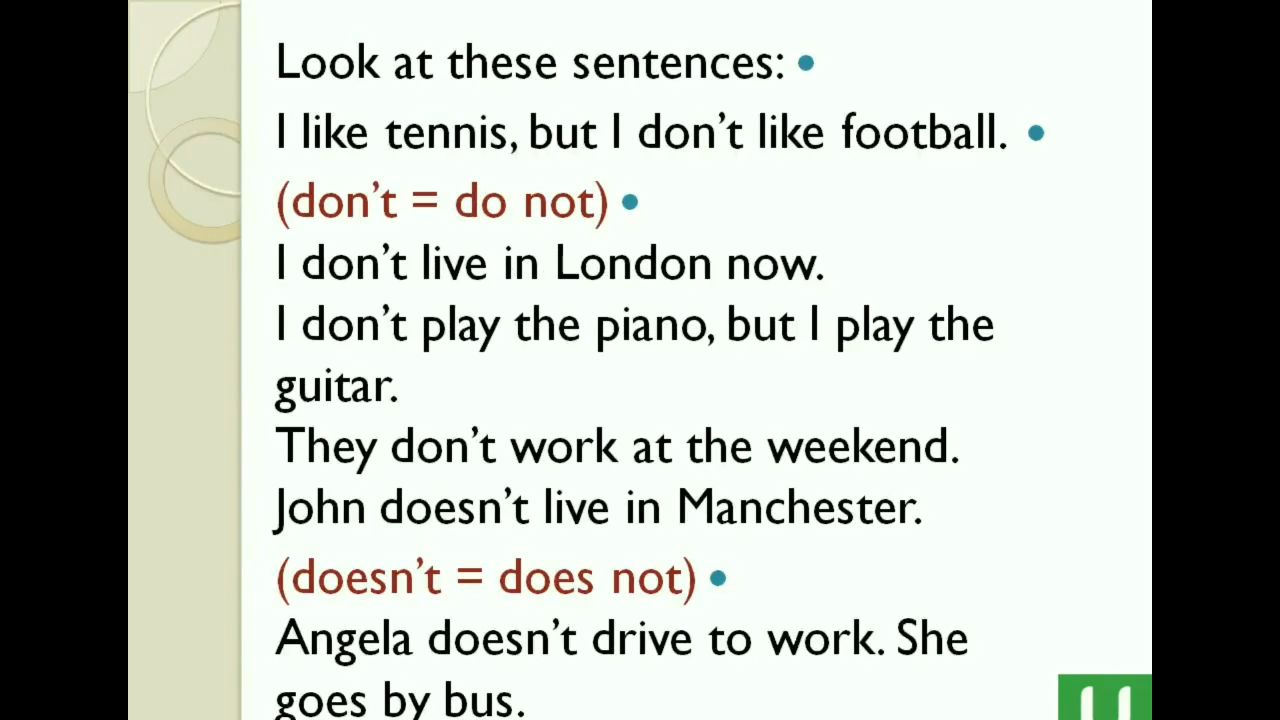 Look at these sentences: •
I like tennis, but I don’t like football. •
(don’t = do not) •
I don’t live in London now.
I don’t play the piano, but I play the
guitar.
They don’t work at the weekend.
John doesn’t live in Manchester.
(doesn’t = does not) •
Angela doesn’t drive to work. She
goes by bus.